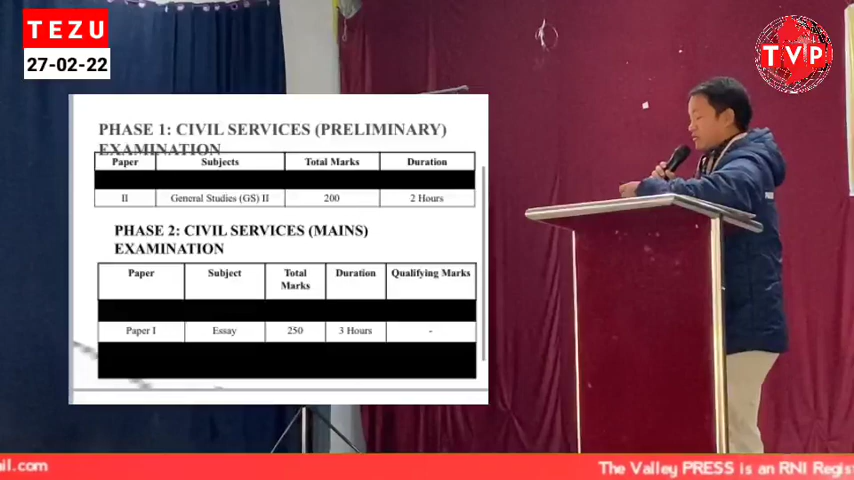 TEZU
27-02-22
TVP
PHASE 1: CIVIL SERVICES (PRELIMINARY)
EXAMINATION
Paper Subjects Total Marks Duration
II General Studies (GS) II 200 2 Hours
PHASE 2: CIVIL SERVICES (MAINS)
EXAMINATION
Paper Subject Total Duration Qualifying Marks
Marks
Paper I Essay 250 3 Hours -
ail.com The Valley PRESS is an RNI Regist